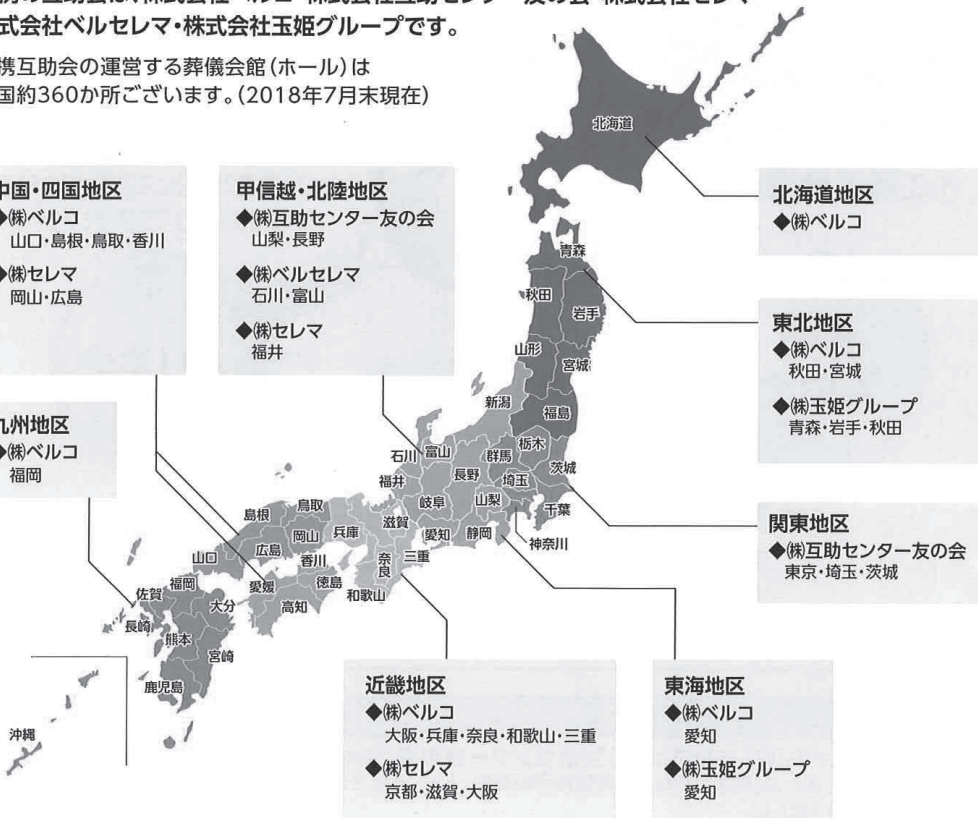 式会社ベルセレマ・株式会社玉姫グループです。
携互助会の運営する葬儀会館（ホール）は
国約360か所ございます。（2018年7月末現在）
中国・四国地区
◆㈱ベルコ
山口・島根・鳥取・香川
◆㈱セレマ
岡山・広島
甲信越・北陸地区
◆㈱互助センター友の会
山梨・長野
◆㈱ベルセレマ
石川・富山
◆㈱セレマ
福井
北海道地区
◆㈱ベルコ
東北地区
◆㈱ベルコ
秋田・宮城
◆㈱玉姫グループ
青森・岩手・秋田
九州地区
◆㈱ベルコ
福岡
関東地区
◆㈱互助センター友の会
東京・埼玉・茨城
近畿地区
◆㈱ベルコ
大阪・兵庫・奈良・和歌山・三重
◆㈱セレマ
京都・滋賀・大阪
東海地区
◆㈱ベルコ
愛知
◆㈱玉姫グループ
愛知
北海道
青森
秋田
岩手
山形
宮城
新潟
福島
栃木
群馬
茨城
埼玉
千葉
神奈川
石川
富山
長野
福井
岐阜
山梨
愛知
静岡
滋賀
三重
奈良
和歌山
兵庫
鳥取
島根
岡山
広島
山口
香川
徳島
愛媛
高知
福岡
佐賀
大分
長崎
熊本
宮崎
鹿児島
沖縄